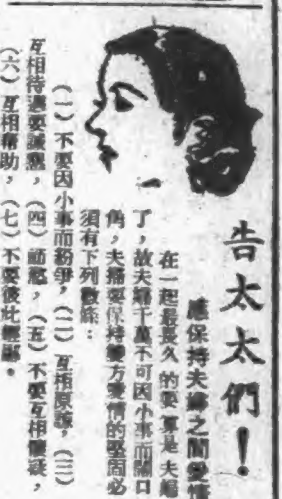 告太太們！
應保持夫婦之間愛情
在一起最長久的要算是夫婦
了，故夫婦千萬不可因小事而鬧口
角，夫婦要保持雙方愛情的堅固必
須有下列數條：
（一）不要因小事而紛爭，（二）互相原諒，（三）
互相待遇要誠懇，（四）節慾，（五）不要互相懷疑，
（六）互相幫助，（七）不要彼此